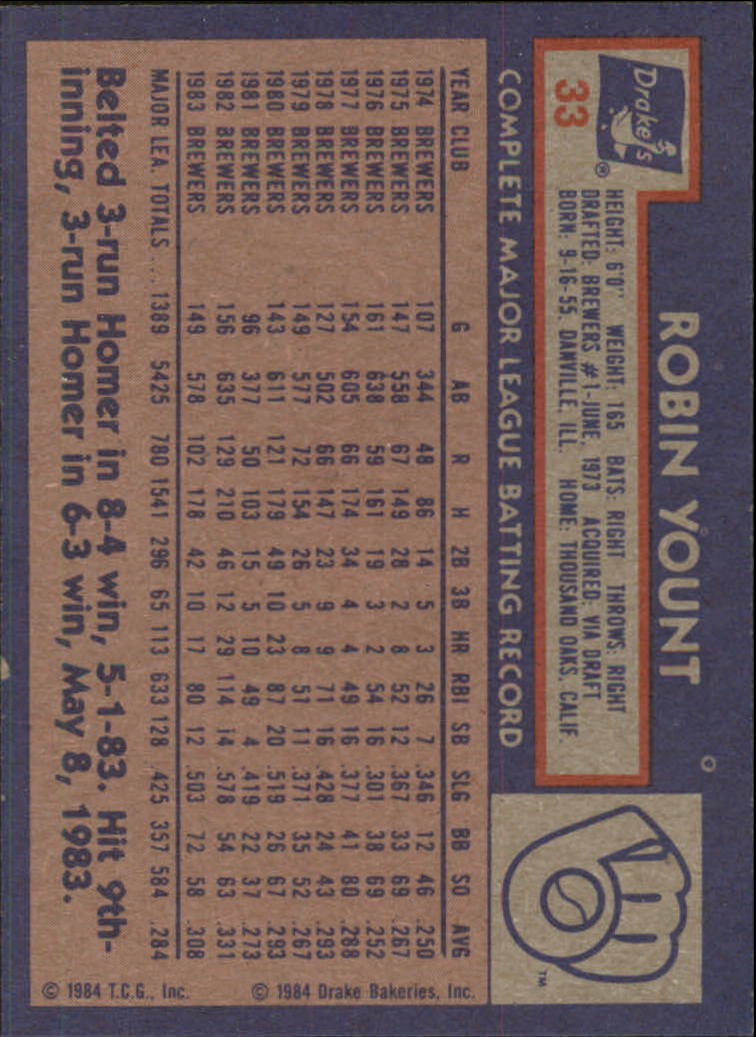 ROBIN YOUNT
Drake's ®
33
HEIGHT: 6'0" WEIGHT: 165 BATS: RIGHT THROWS: RIGHT
DRAFTED: BREWERS #1-JUNE, 1973 ACQUIRED: VIA DRAFT
BORN: 9-16-55, DANVILLE, ILL. HOME: THOUSAND OAKS, CALIF.
TM
COMPLETE MAJOR LEAGUE BATTING RECORD
YEAR CLUB G AB R H 2B 3B HR RBI SB SLG BB SO AVG
1974 BREWERS 107 344 48 86 14 5 3 26 7 .346 12 46 .250
1975 BREWERS 147 558 67 149 28 2 8 52 12 .367 33 69 .267
1976 BREWERS 161 638 59 161 19 3 2 54 16 .301 38 69 .252
1977 BREWERS 154 605 66 174 34 4 4 49 16 .377 41 80 .288
1978 BREWERS 127 502 66 147 23 9 9 71 16 .428 24 43 .293
1979 BREWERS 149 577 72 154 26 5 8 51 11 .371 35 52 .267
1980 BREWERS 143 611 121 179 49 10 23 87 20 .519 26 67 .293
1981 BREWERS 96 377 50 103 15 5 10 49 4 .419 22 37 .273
1982 BREWERS 156 635 129 210 46 12 29 114 14 .578 54 63 .331
1983 BREWERS 149 578 102 178 42 10 17 80 12 .503 72 58 .308
MAJOR LEA. TOTALS ... 1389 5425 780 1541 296 65 113 633 128 .425 357 584 .284
Belted 3-run Homer in 8-4 win, 5-1-83. Hit 9th-
inning, 3-run Homer in 6-3 win, May 8, 1983.
© 1984 T.C.G., Inc. © 1984 Drake Bakeries, Inc.